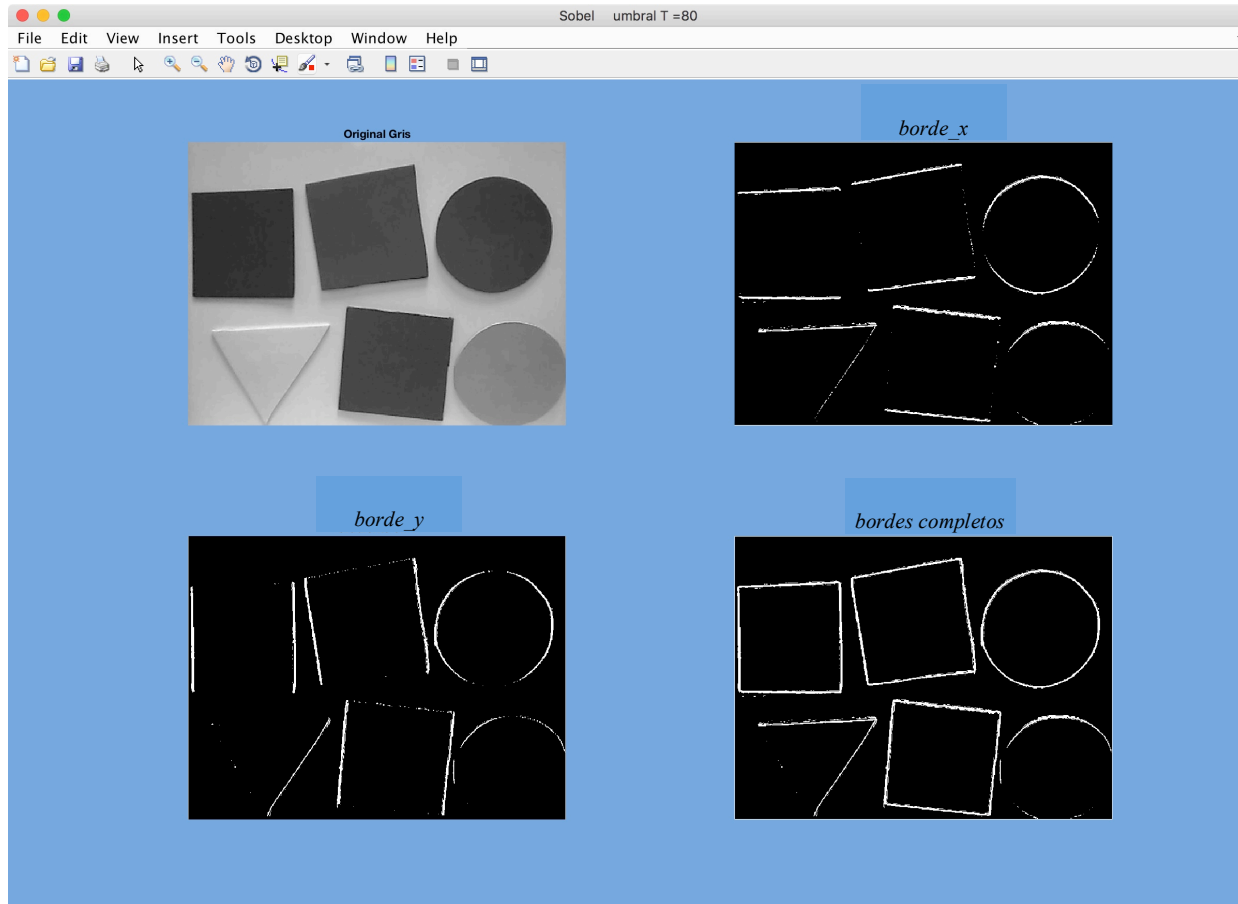 Sobel umbral T =80
File Edit View Insert Tools Desktop Window Help
Original Gris
borde_x
borde_y
bordes completos